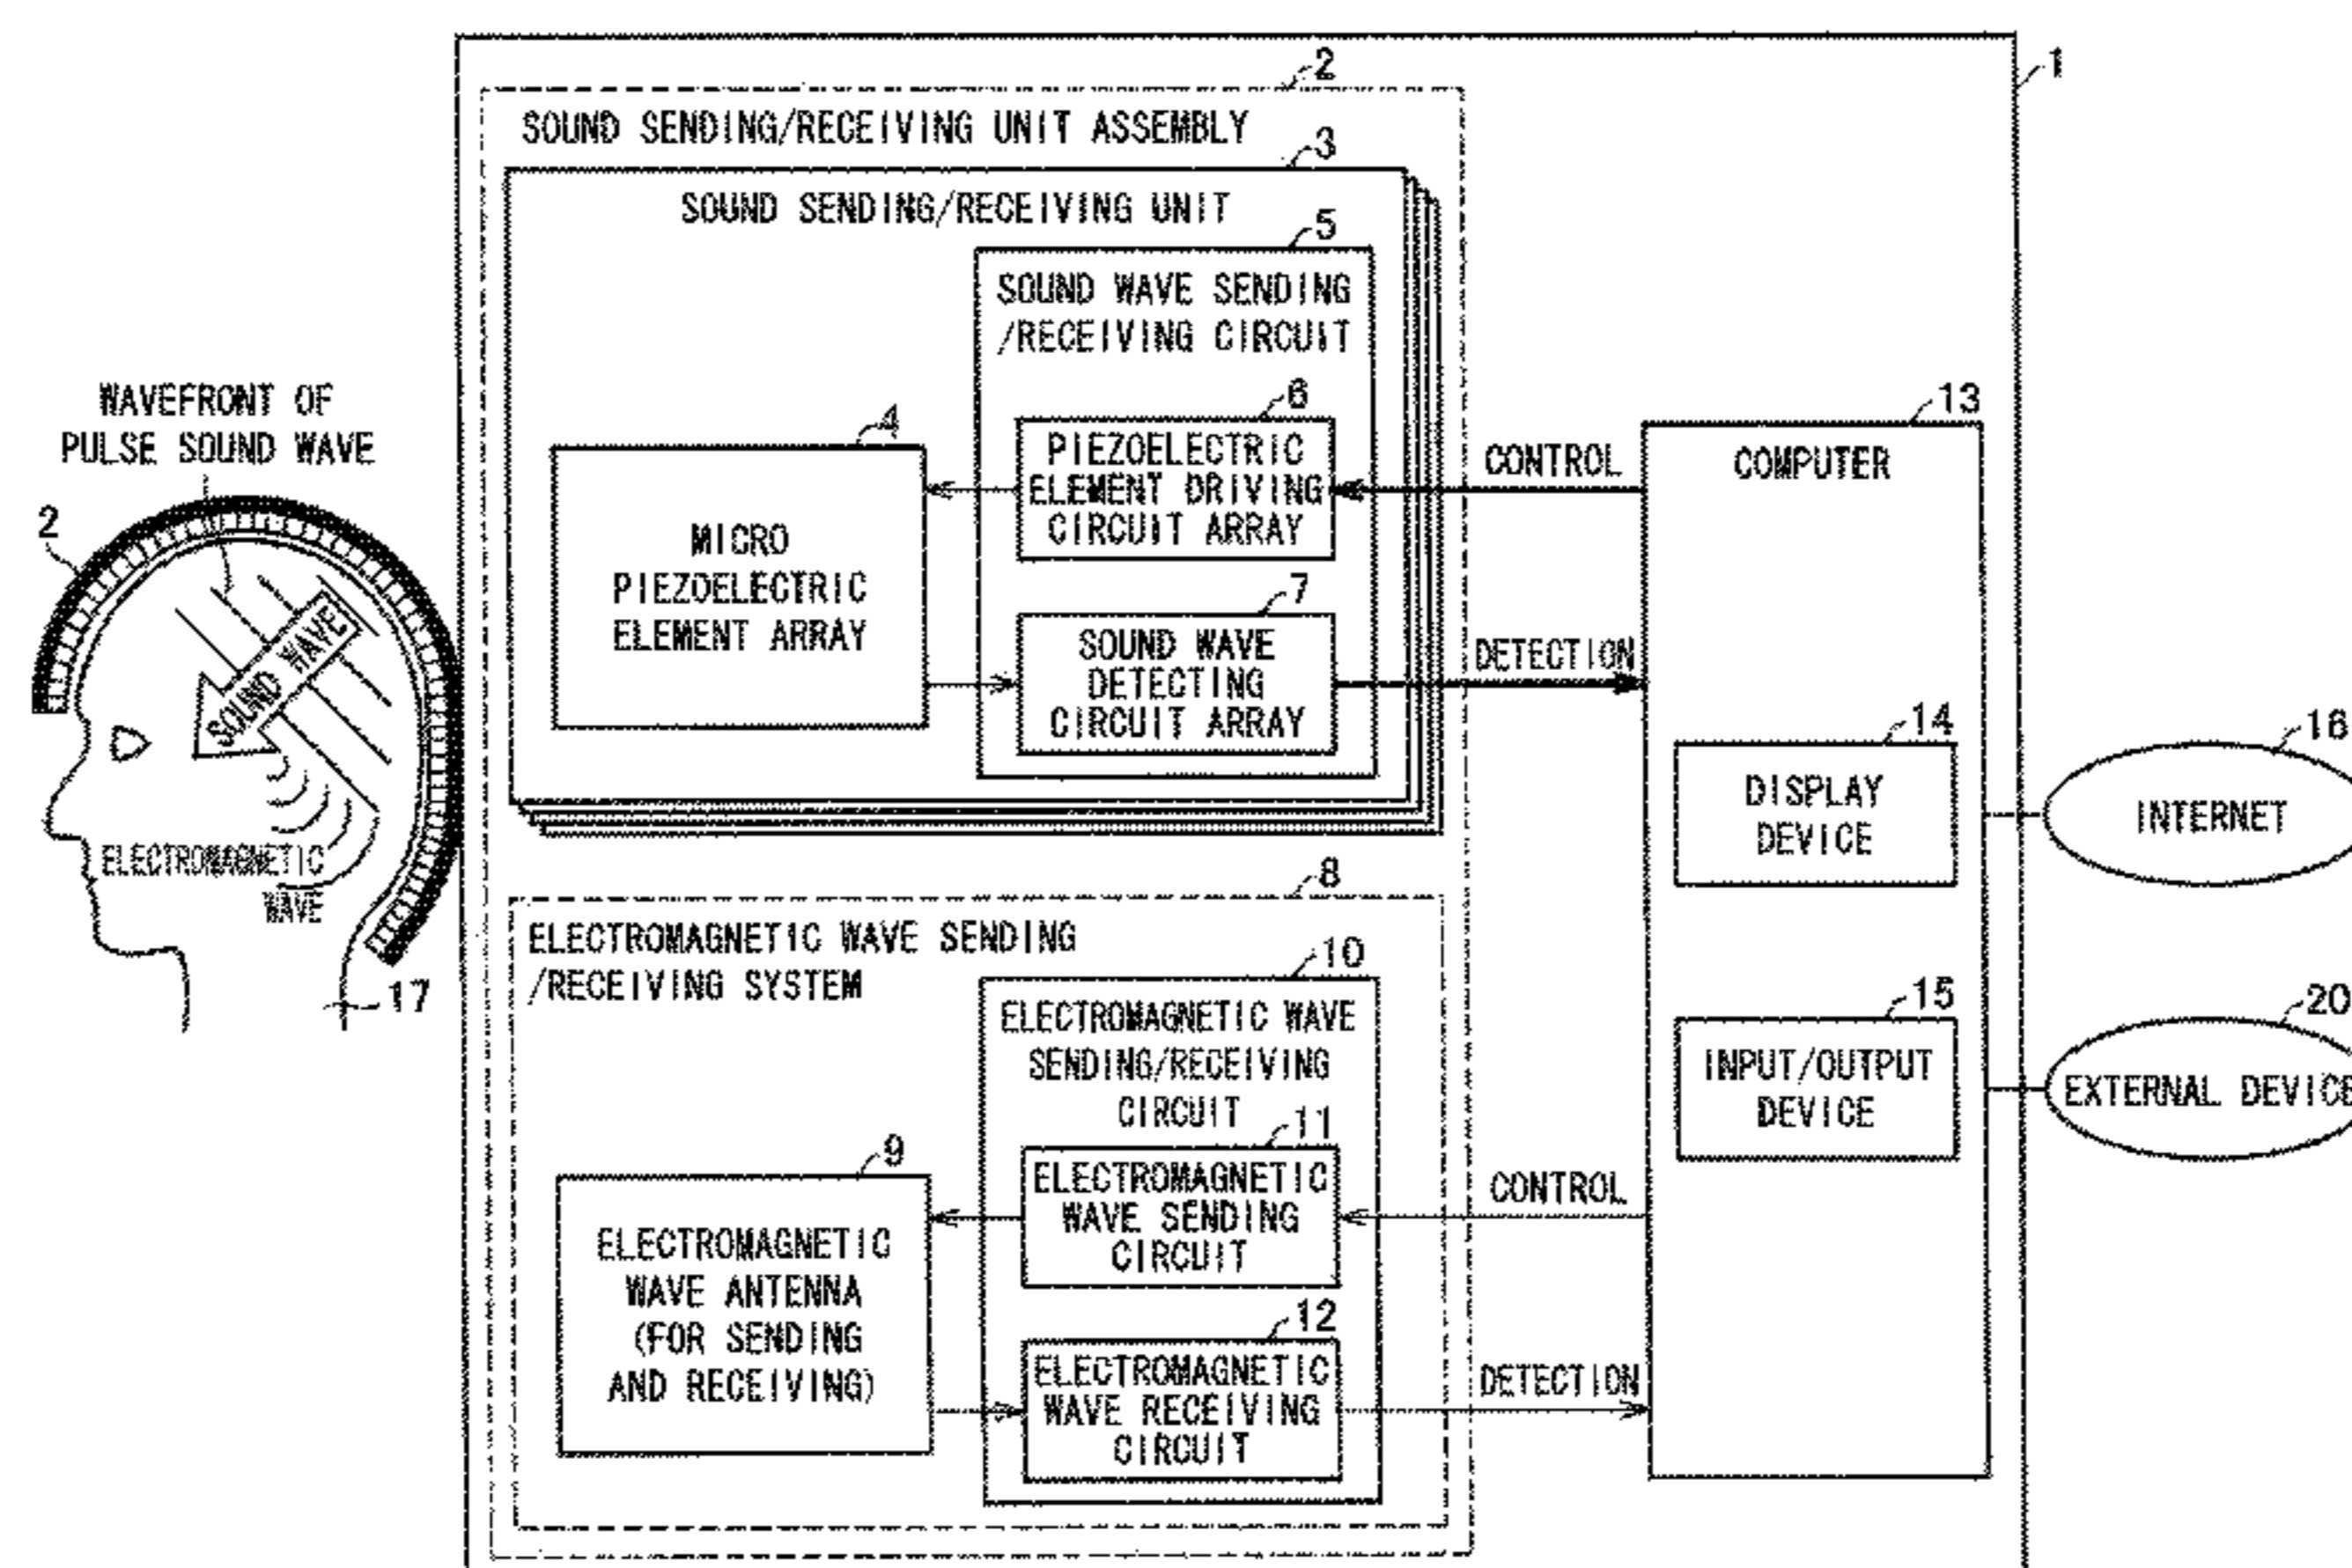 1
2
SOUND SENDING/RECEIVING UNIT ASSEMBLY
3
SOUND SENDING/RECEIVING UNIT
5
SOUND WAVE SENDING
/RECEIVING CIRCUIT
WAVEFRONT OF
PULSE SOUND WAVE
2
SOUND WAVE
ELECTROMAGNETIC
WAVE
17
4
MICRO
PIEZOELECTRIC
ELEMENT ARRAY
6
PIEZOELECTRIC
ELEMENT DRIVING
CIRCUIT ARRAY
7
SOUND WAVE
DETECTING
CIRCUIT ARRAY
CONTROL
DETECTION
13
COMPUTER
14
DISPLAY
DEVICE
15
INPUT/OUTPUT
DEVICE
16
INTERNET
20
EXTERNAL DEVICE
8
ELECTROMAGNETIC WAVE SENDING
/RECEIVING SYSTEM
10
ELECTROMAGNETIC WAVE
SENDING/RECEIVING
CIRCUIT
9
ELECTROMAGNETIC
WAVE ANTENNA
(FOR SENDING
AND RECEIVING)
11
ELECTROMAGNETIC
WAVE SENDING
CIRCUIT
12
ELECTROMAGNETIC
WAVE RECEIVING
CIRCUIT
CONTROL
DETECTION